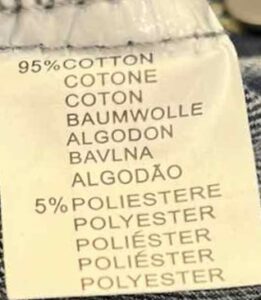 95% COTTON
COTONE
COTON
BAUMWOLLE
ALGODON
BAVLNA
ALGODÃO
5% POLIESTERE
POLYESTER
POLIÉSTER
POLIÉSTER
POLYESTER